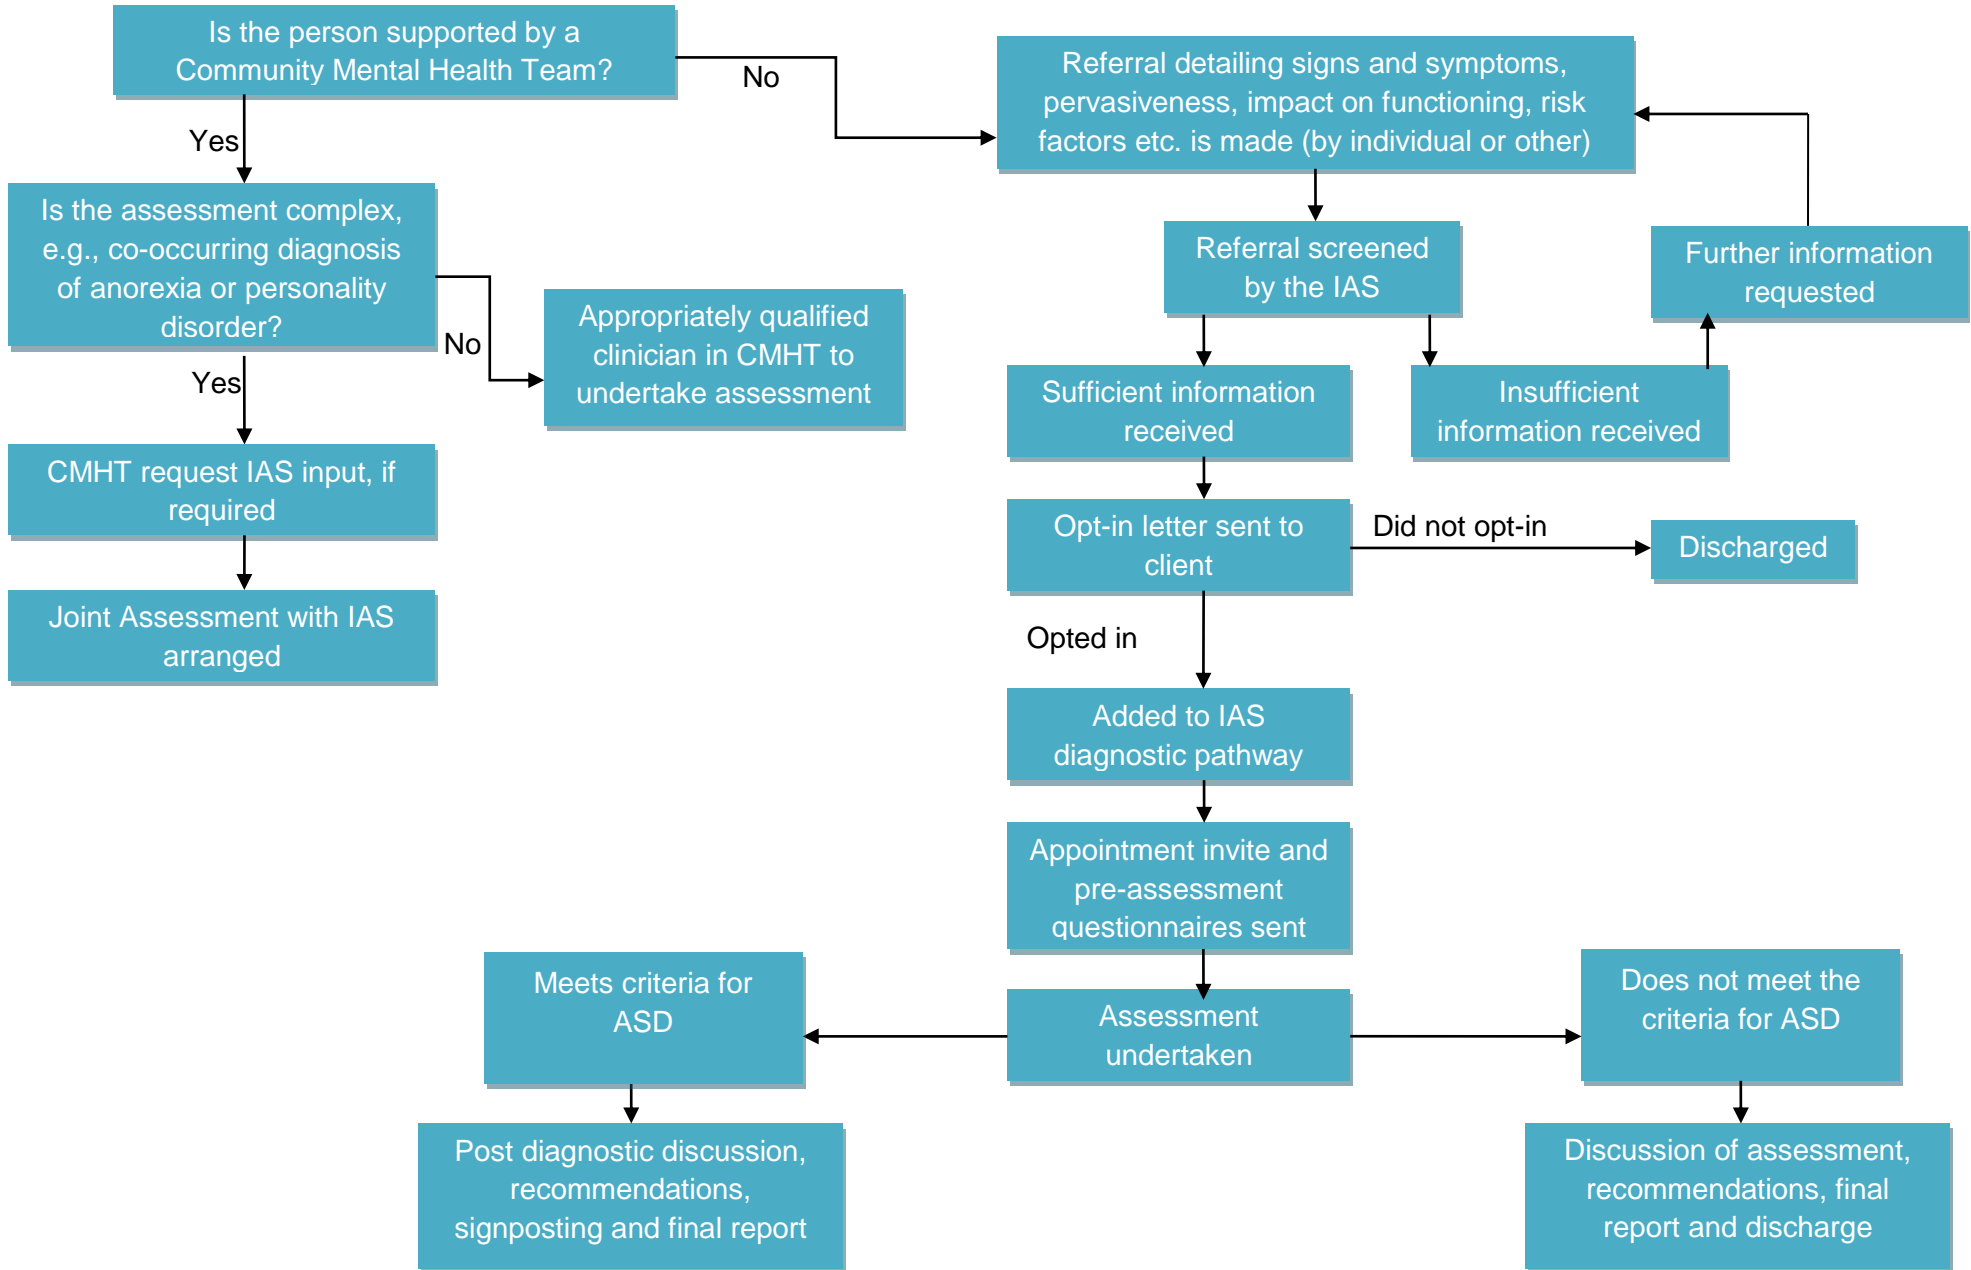 Is the person supported by a
Community Mental Health Team?
No
Yes
Referral detailing signs and symptoms,
pervasiveness, impact on functioning, risk
factors etc. is made (by individual or other)
Is the assessment complex,
e.g., co-occurring diagnosis
of anorexia or personality
disorder?
No
Yes
Appropriately qualified
clinician in CMHT to
undertake assessment
CMHT request IAS input, if
required
Joint Assessment with IAS
arranged
Referral screened
by the IAS
Further information
requested
Sufficient information
received
Insufficient
information received
Opt-in letter sent to
client
Did not opt-in
Discharged
Opted in
Added to IAS
diagnostic pathway
Appointment invite and
pre-assessment
questionnaires sent
Assessment
undertaken
Meets criteria for
ASD
Does not meet the
criteria for ASD
Post diagnostic discussion,
recommendations,
signposting and final report
Discussion of assessment,
recommendations, final
report and discharge